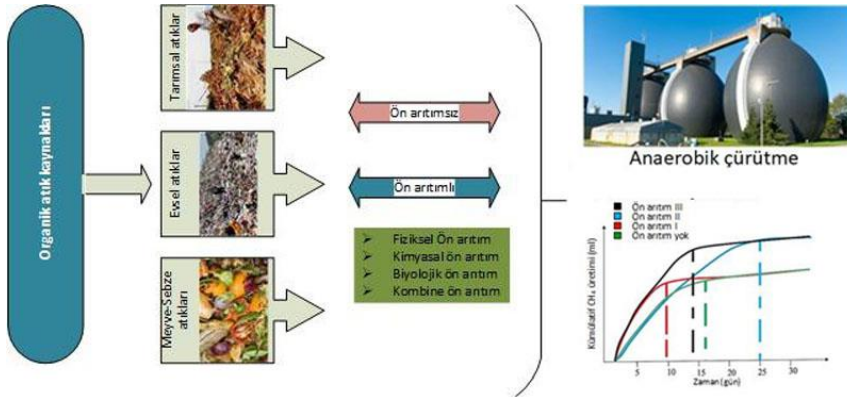 Organik atık kaynakları
Tarımsal atıklar
Evsel atıklar
Meyve-Sebze
atıkları
Ön arıtımsız
Ön arıtımlı
Fiziksel Ön arıtım
Kimyasal ön arıtım
Biyolojik ön arıtım
Kombine ön arıtım
Anaerobik çürütme
Ön arıtım III
Ön arıtım II
Ön arıtım I
Ön arıtım yok
Kümülatif CH₄ üretimi (ml)
5 10 15 20 25 30
Zaman (gün)